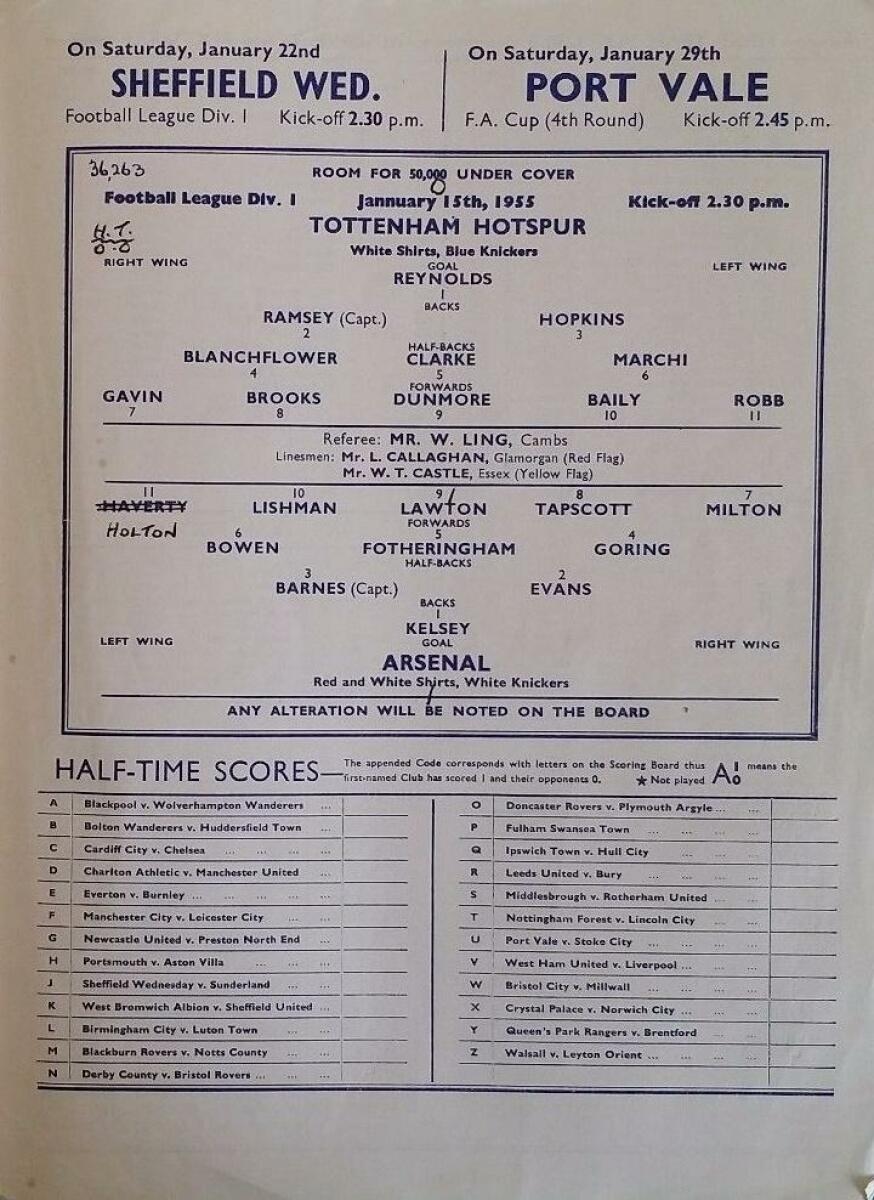 On Saturday, January 22nd
SHEFFIELD WED.
Football League Div. I Kick-off 2.30 p.m.
On Saturday, January 29th
PORT VALE
F.A. Cup (4th Round) Kick-off 2.45 p.m.
36,263
ROOM FOR 50,000 UNDER COVER
0
Football League Div. I Jannuary 15th, 1955 Kick-off 2.30 p.m.
H.T.
0-0
TOTTENHAM HOTSPUR
White Shirts, Blue Knickers
RIGHT WING GOAL LEFT WING
REYNOLDS
1
BACKS
RAMSEY (Capt.) HOPKINS
2 3
HALF-BACKS
BLANCHFLOWER CLARKE MARCHI
4 5 6
FORWARDS
GAVIN BROOKS DUNMORE BAILY ROBB
7 8 9 10 11
Referee: MR. W. LING, Cambs
Linesmen: Mr. L. CALLAGHAN, Glamorgan (Red Flag)
Mr. W. T. CASTLE, Essex (Yellow Flag)
11 10 9 8 7
HAVERTY LISHMAN LAWTON TAPSCOTT MILTON
FORWARDS
HOLTON
6 5 4
BOWEN FOTHERINGHAM GORING
HALF-BACKS
3 2
BARNES (Capt.) EVANS
BACKS
1
KELSEY
LEFT WING GOAL RIGHT WING
ARSENAL
Red and White Shirts, White Knickers
1
ANY ALTERATION WILL BE NOTED ON THE BOARD
HALF-TIME SCORES—The appended Code corresponds with letters on the Scoring Board thus A 1 0 means the
first-named Club has scored 1 and their opponents 0. ★ Not played
A Blackpool v. Wolverhampton Wanderers ...
B Bolton Wanderers v. Huddersfield Town ...
C Cardiff City v. Chelsea ... ... ... ...
D Charlton Athletic v. Manchester United ...
E Everton v. Burnley ... ... ... ... ...
F Manchester City v. Leicester City ... ...
G Newcastle United v. Preston North End ...
H Portsmouth v. Aston Villa ... ... ...
J Sheffield Wednesday v. Sunderland ... ...
K West Bromwich Albion v. Sheffield United ...
L Birmingham City v. Luton Town ... ...
M Blackburn Rovers v. Notts County ... ...
N Derby County v. Bristol Rovers ... ... ...
O Doncaster Rovers v. Plymouth Argyle ... ...
P Fulham Swansea Town ... ... ... ...
Q Ipswich Town v. Hull City ... ... ...
R Leeds United v. Bury ... ... ... ...
S Middlesbrough v. Rotherham United ... ...
T Nottingham Forest v. Lincoln City ... ...
U Port Vale v. Stoke City ... ... ... ...
V West Ham United v. Liverpool ... ... ...
W Bristol City v. Millwall ... ... ... ...
X Crystal Palace v. Norwich City ... ... ...
Y Queen's Park Rangers v. Brentford ... ...
Z Walsall v. Leyton Orient ... ... ... ...